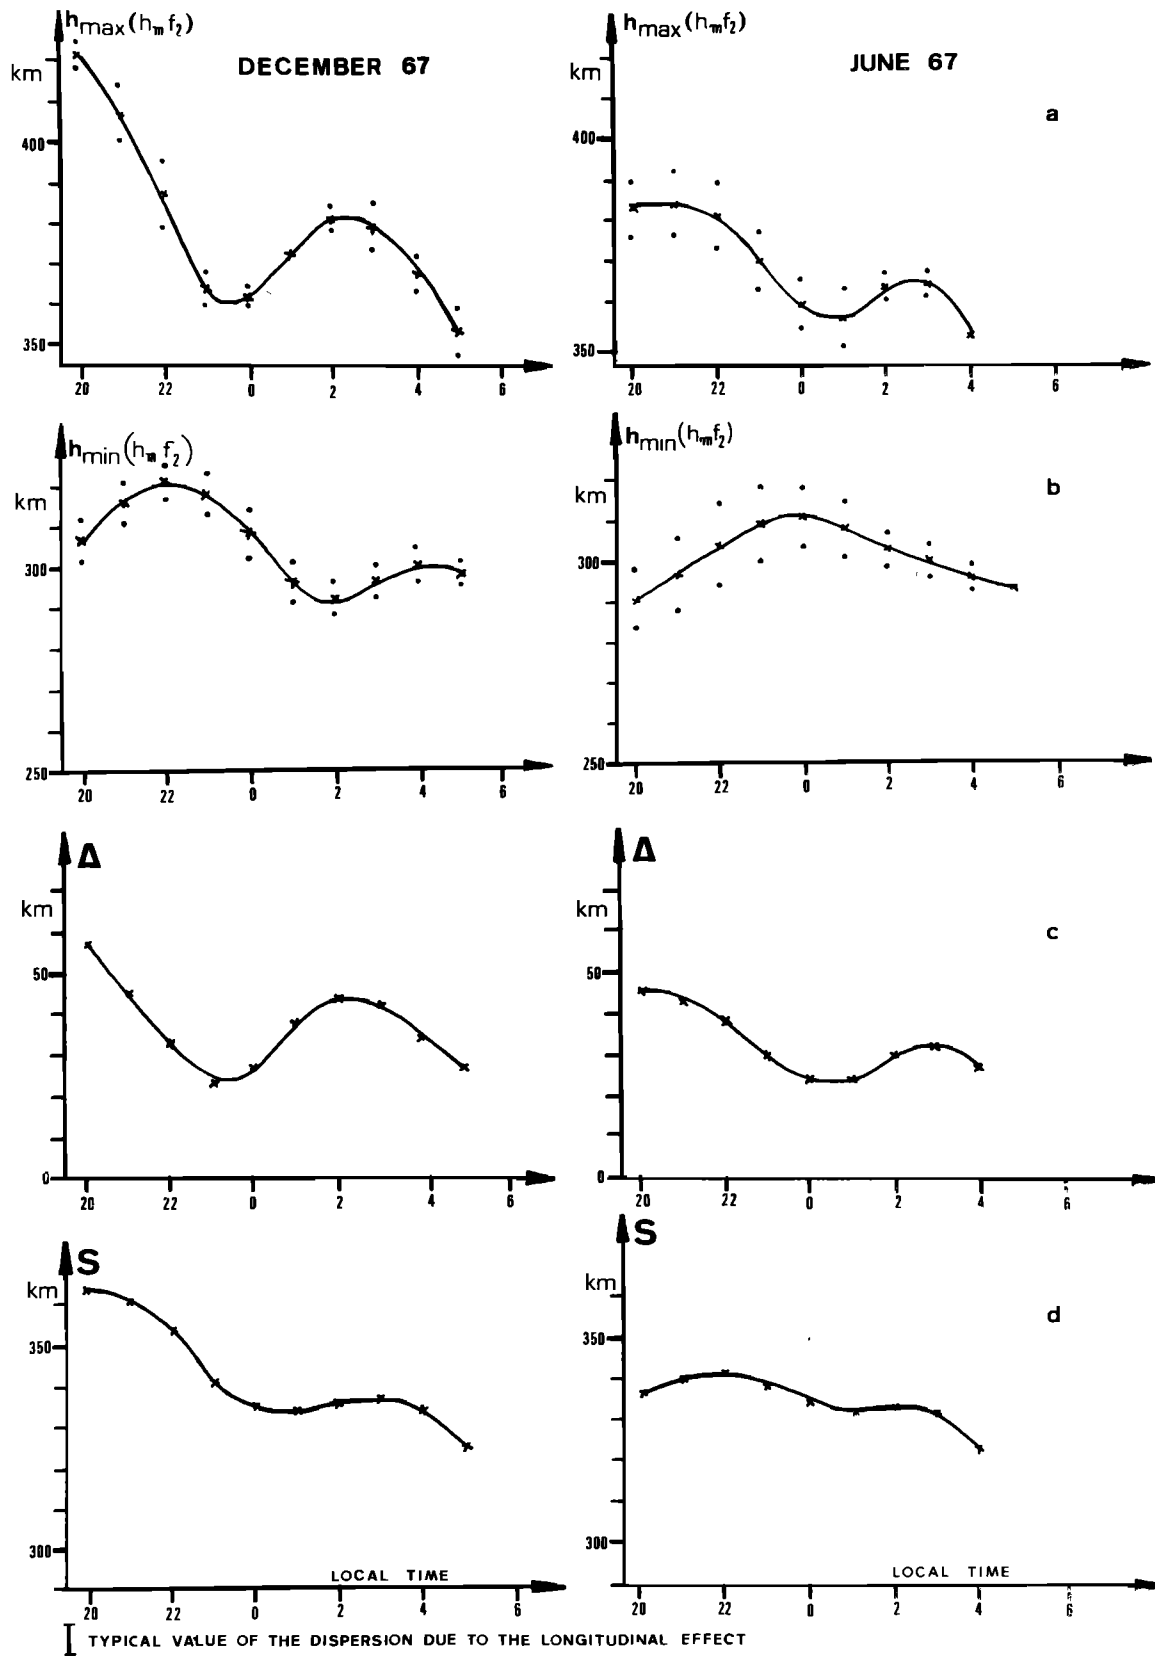 h max (hmf2)
km
DECEMBER 67
400
350
20 22 0 2 4 6
h max (hmf2)
km
JUNE 67
a
400
350
20 22 0 2 4 6
h min (hmf2)
km
300
250
20 22 0 2 4 6
h min (hmf2)
km
b
300
250
20 22 0 2 4 6
Δ
km
50
0
20 22 0 2 4 6
Δ
km
c
50
0
20 22 0 2 4 6
S
km
350
300
LOCAL TIME
20 22 0 2 4 6
S
km
d
350
300
LOCAL TIME
20 22 0 2 4 6
TYPICAL VALUE OF THE DISPERSION DUE TO THE LONGITUDINAL EFFECT